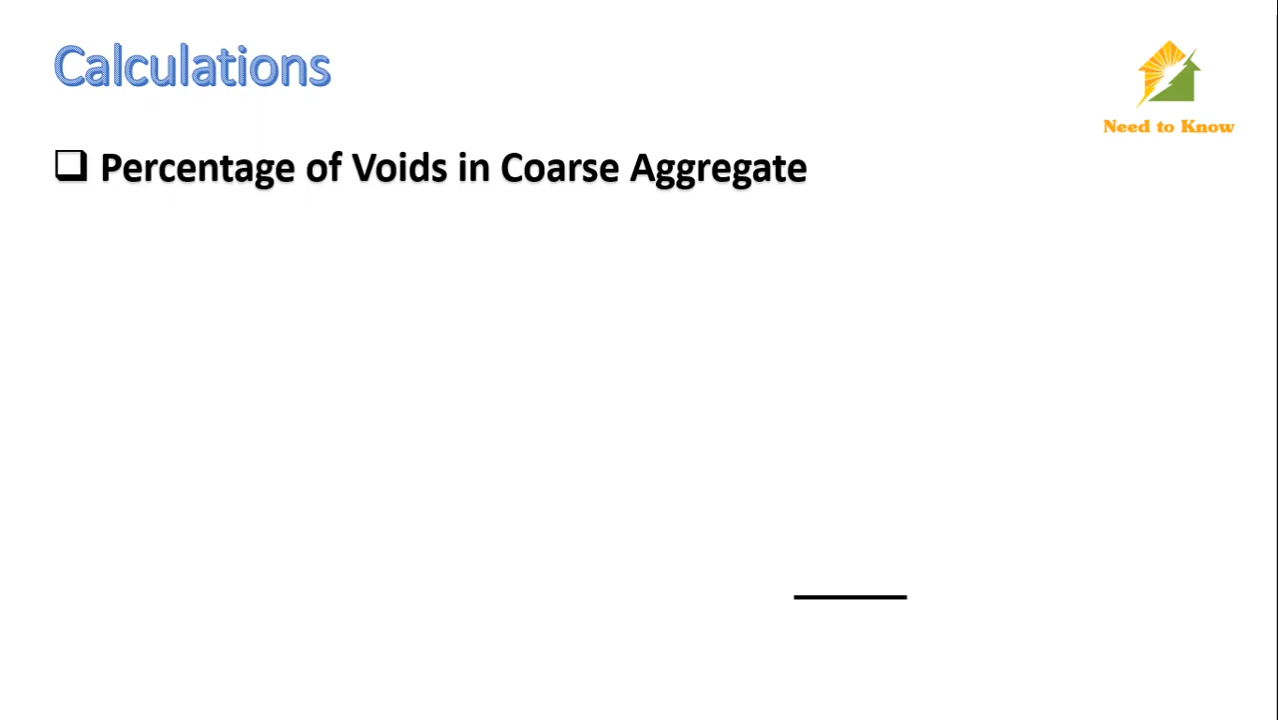 Calculations
Need to Know
❑ Percentage of Voids in Coarse Aggregate